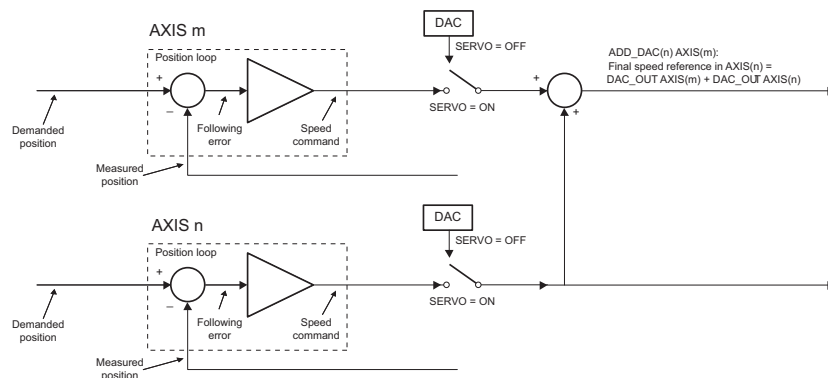 AXIS m
Position loop
+
−
Demanded
position
Following
error
Speed
command
Measured
position
DAC
SERVO = OFF
SERVO = ON
+
+
ADD_DAC(n) AXIS(m):
Final speed reference in AXIS(n) =
DAC_OUT AXIS(m) + DAC_OUT AXIS(n)
AXIS n
Position loop
+
−
Demanded
position
Following
error
Speed
command
Measured
position
DAC
SERVO = OFF
SERVO = ON